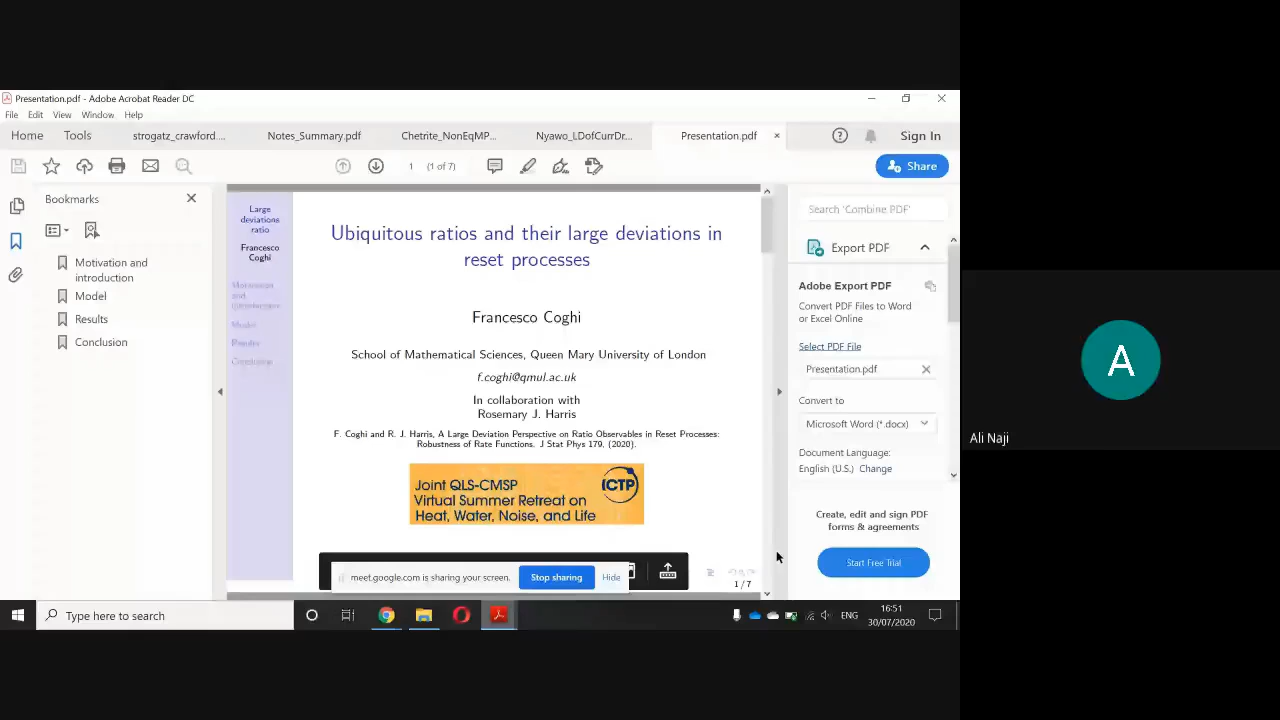 Presentation.pdf - Adobe Acrobat Reader DC
File Edit View Window Help
Home Tools strogatz_crawford.... Notes_Summary.pdf Chetrite_NonEqMP... Nyawo_LDofCurrDr... Presentation.pdf × Sign In
1 (1 of 7) Share
Bookmarks
Motivation and
introduction
Model
Results
Conclusion
Large
deviations
ratio
Francesco
Coghi
Motivation
and
introduction
Model
Results
Conclusion
Ubiquitous ratios and their large deviations in
reset processes
Francesco Coghi
School of Mathematical Sciences, Queen Mary University of London
f.coghi@qmul.ac.uk
In collaboration with
Rosemary J. Harris
F. Coghi and R. J. Harris, A Large Deviation Perspective on Ratio Observables in Reset Processes:
Robustness of Rate Functions. J Stat Phys 179, (2020).
Joint QLS-CMSP
Virtual Summer Retreat on
Heat, Water, Noise, and Life
ICTP
meet.google.com is sharing your screen. Stop sharing Hide
1 / 7
Search 'Combine PDF'
Export PDF
Adobe Export PDF
Convert PDF Files to Word
or Excel Online
Select PDF File
Presentation.pdf
Convert to
Microsoft Word (*.docx)
Document Language:
English (U.S.) Change
Create, edit and sign PDF
forms & agreements
Start Free Trial
Type here to search
ENG
16:51
30/07/2020
A
Ali Naji